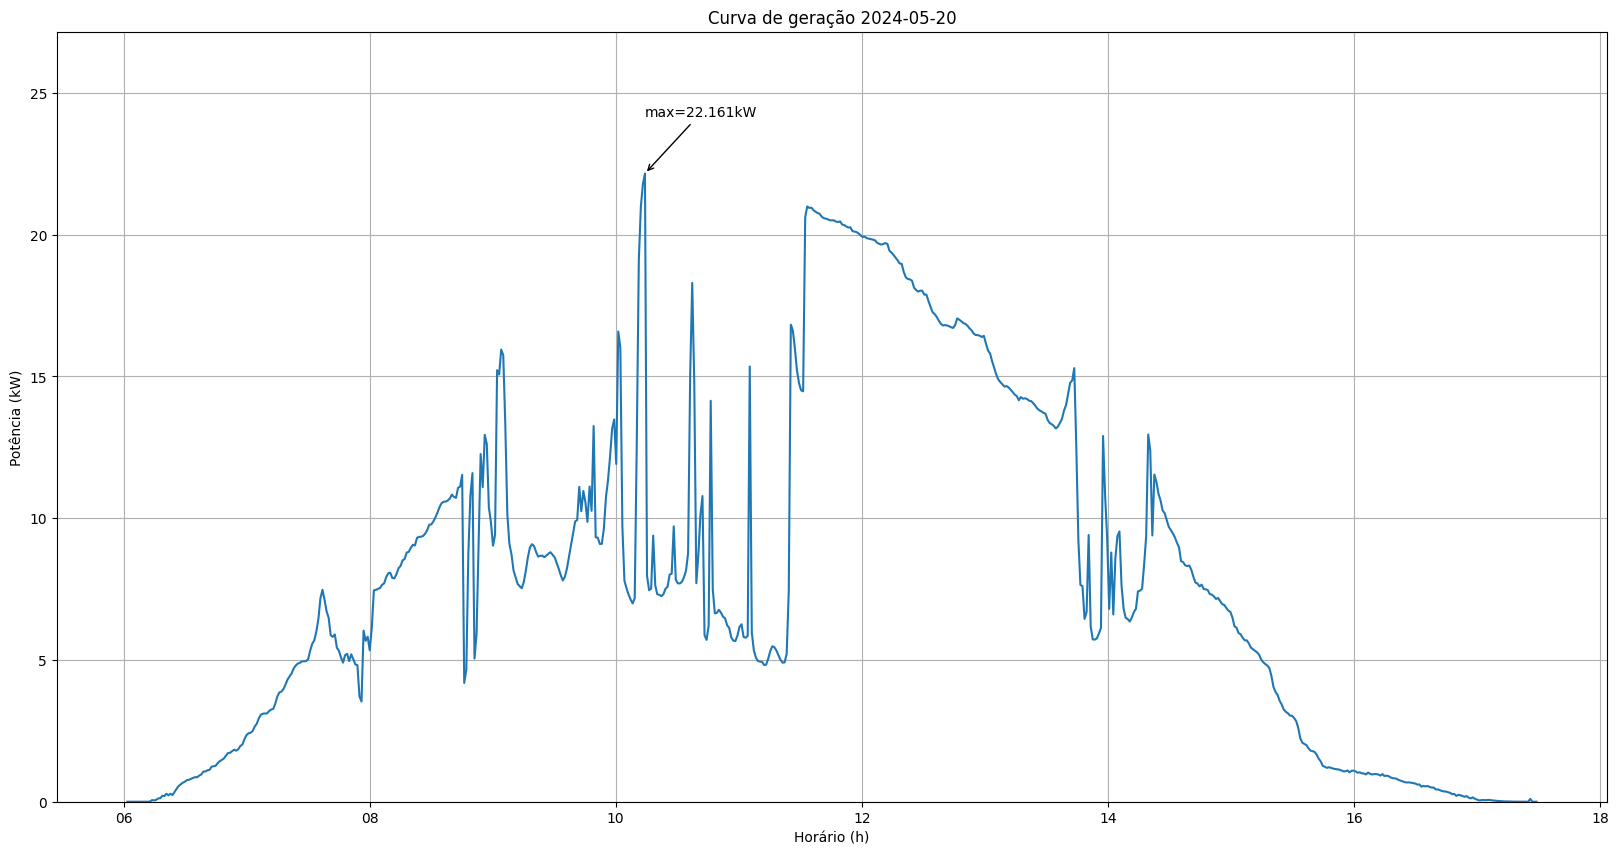 Curva de geração 2024-05-20
25
max=22.161kW
20
15
Potência (kW)
10
5
0
06 08 10 12 14 16 18
Horário (h)